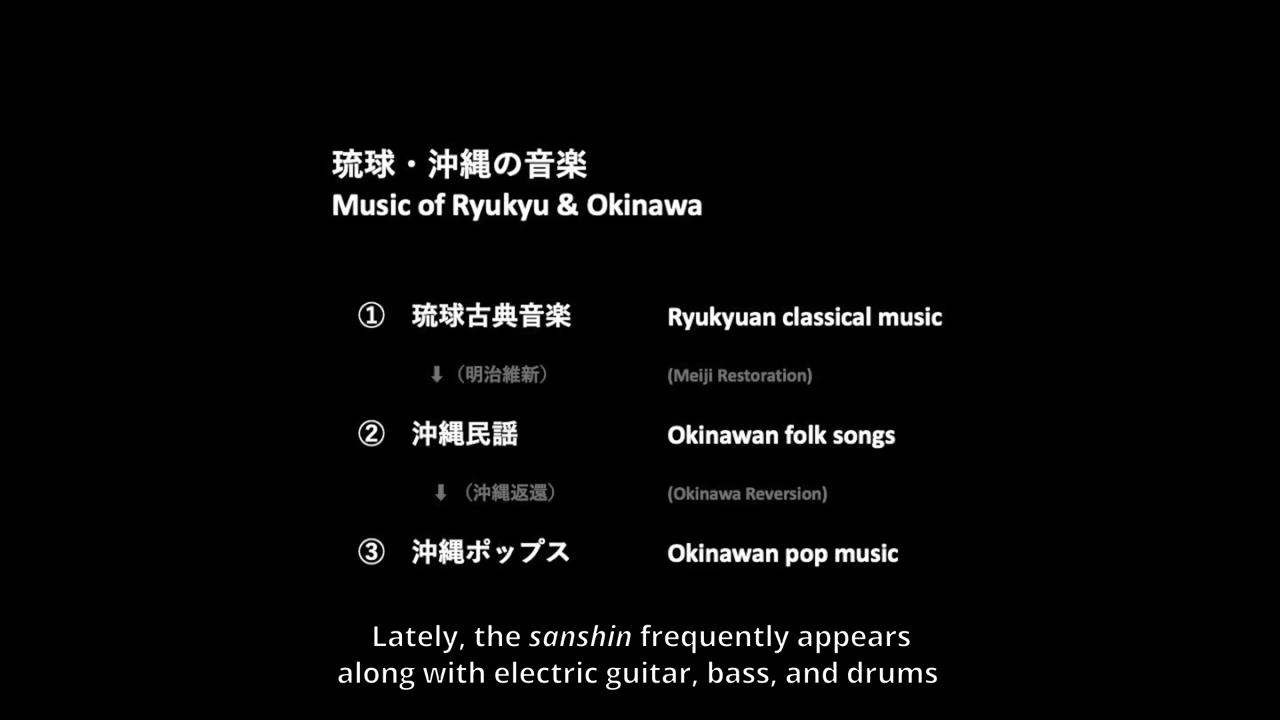 琉球・沖縄の音楽
Music of Ryukyu & Okinawa
① 琉球古典音楽 Ryukyuan classical music
⬇（明治維新） (Meiji Restoration)
② 沖縄民謡 Okinawan folk songs
⬇（沖縄返還） (Okinawa Reversion)
③ 沖縄ポップス Okinawan pop music
Lately, the sanshin frequently appears
along with electric guitar, bass, and drums